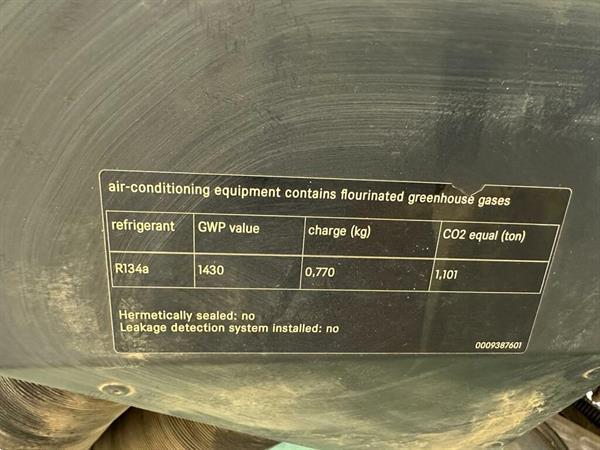 air-conditioning equipment contains flourinated greenhouse gases
refrigerant GWP value charge (kg) CO2 equal (ton)
R134a 1430 0,770 1,101
Hermetically sealed: no
Leakage detection system installed: no
0009387601